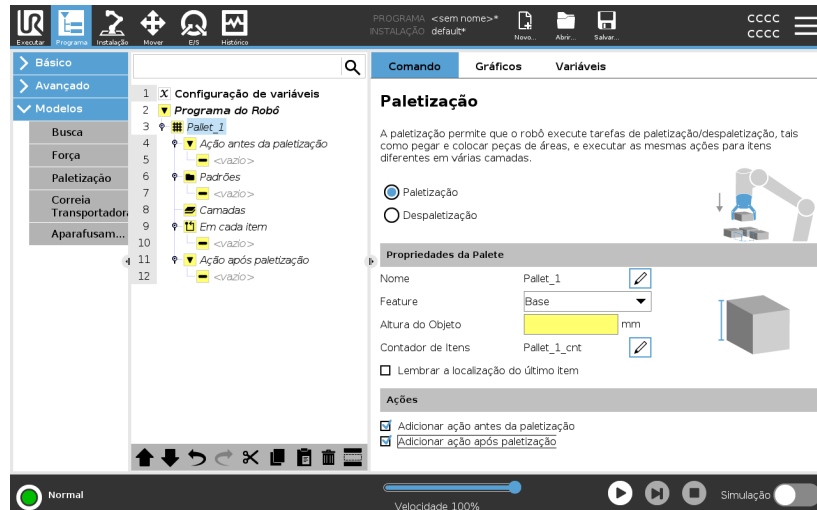 PROGRAMA <sem nome>*
INSTALAÇÃO default*
cccc
cccc
Executar Programa Instalação Mover E/S Histórico Novo... Abrir... Salvar...
Básico
Avançado
Modelos
Busca
Força
Paletização
Correia
Transportadora
Aparafusam...
1 X Configuração de variáveis
2 Programa do Robô
3 Pallet_1
4 Ação antes da paletização
5 <vazio>
6 Padrões
7 <vazio>
8 Camadas
9 Em cada item
10 <vazio>
11 Ação após paletização
12 <vazio>
Comando Gráficos Variáveis
Paletização
A paletização permite que o robô execute tarefas de paletização/despaletização, tais
como pegar e colocar peças de áreas, e executar as mesmas ações para itens
diferentes em várias camadas.
Paletização
Despaletização
Propriedades da Palete
Nome Pallet_1
Feature Base
Altura do Objeto mm
Contador de Itens Pallet_1_cnt
Lembrar a localização do último item
Ações
Adicionar ação antes da paletização
Adicionar ação após paletização
Normal
Velocidade 100%
Simulação